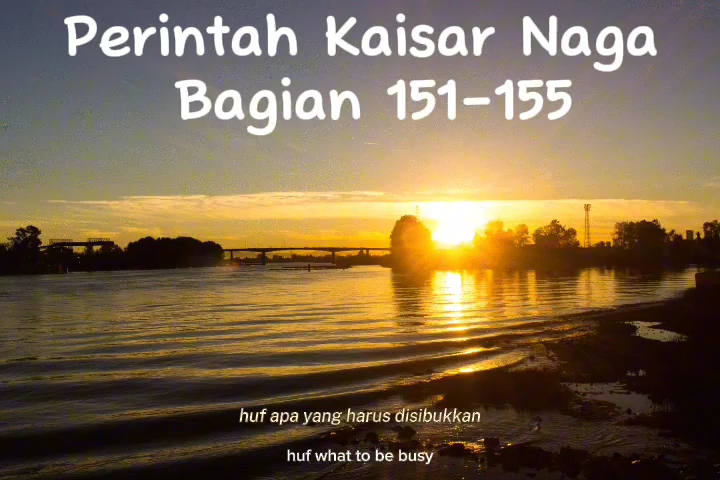 Perintah Kaisar Naga
Bagian 151-155
huf apa yang harus disibukkan
huf what to be busy